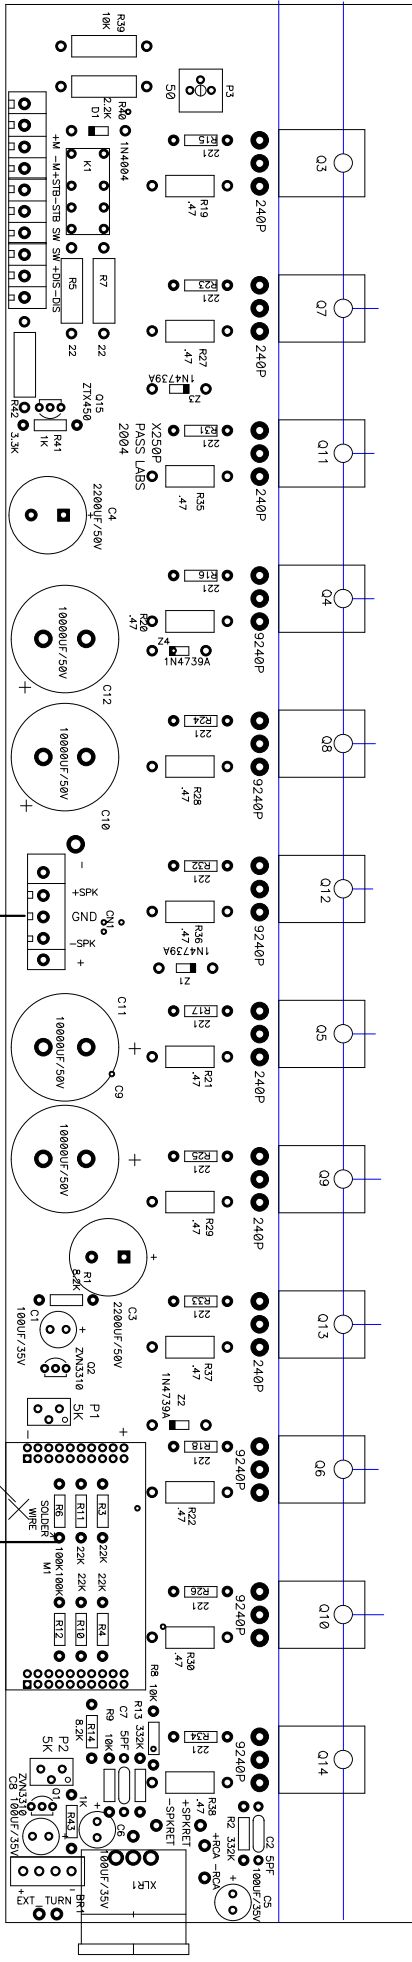 R39
10K
R40
2.2K
P3
50
D1
1N4004
K1
+M -M+STB-STB SW SW +DIS-DIS
R15
221
R19
.47
240P
Q3
R5
22
R7
22
R23
221
R27
.47
240P
Q7
1N4739A
Z3
R42
3.3K
R41
1K
Q15
ZTX450
X250P
PASS LABS
2004
R31
221
R35
.47
240P
Q11
C4
2200UF/50V
+
R16
221
R20
.47
Z4
1N4739A
9240P
Q4
10000UF/50V
C12
+
R24
221
R28
.47
9240P
Q8
10000UF/50V
C10
+
-
+SPK
GND
-SPK
+
CN1
R32
221
R36
.47
1N4739A
Z1
9240P
Q12
C11
10000UF/50V
+
C9
R17
221
R21
.47
240P
Q5
10000UF/50V
+
R25
221
R29
.47
240P
Q9
R1
8.2K
C3
2200UF/50V
+
C1
100UF/35V
+
Q2
ZVN3310
R33
221
R37
.47
240P
Q13
P1
5K
-
+
1N4739A
Z2
R18
221
R22
.47
9240P
Q6
SOLDER
WIRE
R6
R11
R3
100K
22K
22K
M1
100K
22K
22K
R12
R10
R4
R26
221
R30
.47
9240P
Q10
R8
10K
R14
8.2K
R9
10K
C7
5PF
R13
332K
R34
221
R38
.47
9240P
Q14
P2
5K
Q1
ZVN3310
C8
100UF/35V
+
R43
1K
C6
100UF/35V
+
+SPKRET
-SPKRET
+RCA
-RCA
R2
332K
C2
5PF
C5
100UF/35V
+
BR1
+
-
EXT_TURN
XLR1